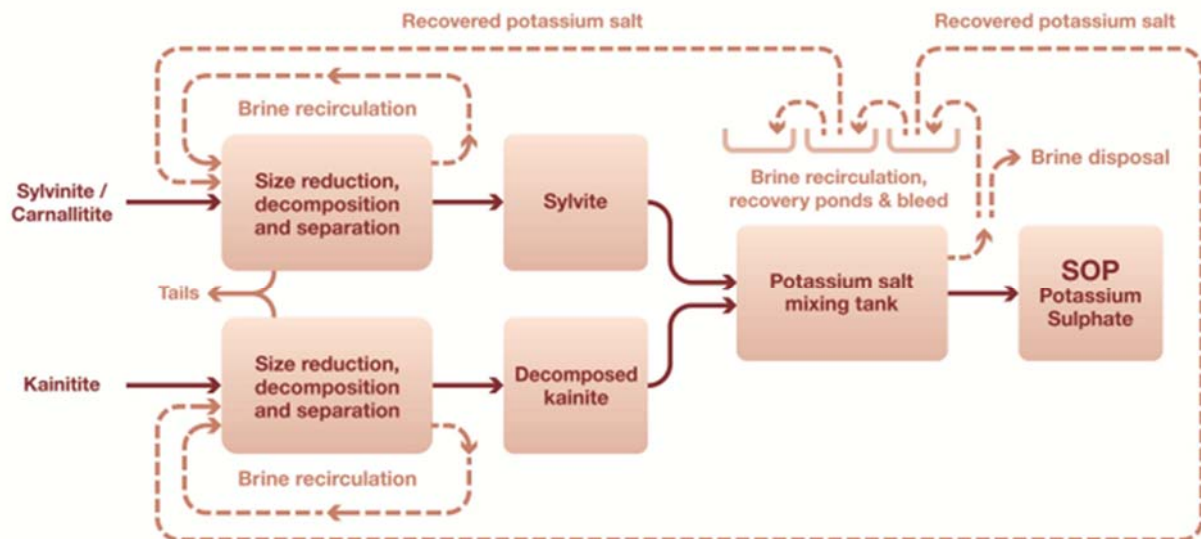 Recovered potassium salt
Recovered potassium salt
Brine recirculation
Sylvinite /
Carnallitite
Size reduction,
decomposition
and separation
Sylvite
Brine recirculation,
recovery ponds & bleed
Brine disposal
Tails
Potassium salt
mixing tank
SOP
Potassium
Sulphate
Kainitite
Size reduction,
decomposition
and separation
Decomposed
kainite
Brine recirculation